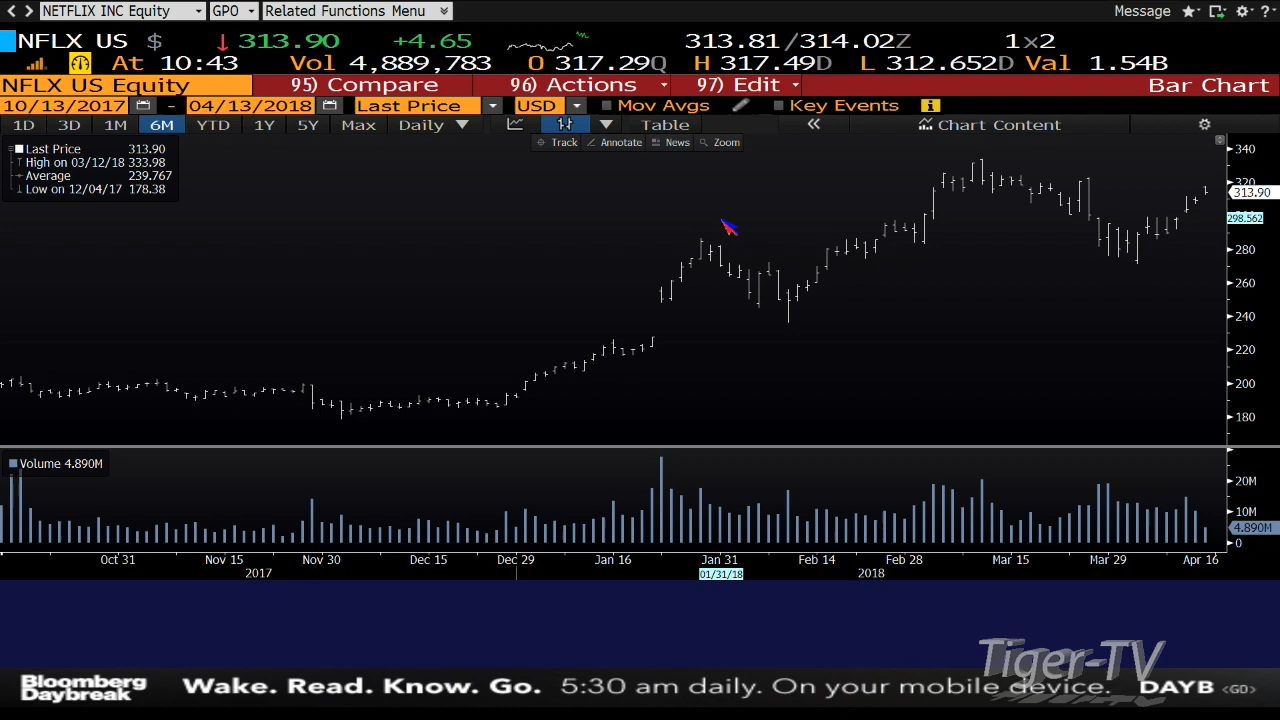 NETFLIX INC Equity GPO Related Functions Menu Message
NFLX US $ ↓313.90 +4.65 313.81/314.02Z 1x2
At 10:43 Vol 4,889,783 O 317.29Q H 317.49D L 312.652D Val 1.54B
NFLX US Equity 95) Compare 96) Actions 97) Edit Bar Chart
10/13/2017 - 04/13/2018 Last Price USD Mov Avgs Key Events
1D 3D 1M 6M YTD 1Y 5Y Max Daily Table « Chart Content
Track Annotate News Zoom
Last Price 313.90
High on 03/12/18 333.98
Average 239.767
Low on 12/04/17 178.38
340
320
313.90
298.562
280
260
240
220
200
180
Volume 4.890M
20M
10M
4.890M
0
Oct 31 Nov 15 Nov 30 Dec 15 Dec 29 Jan 16 Jan 31 Feb 14 Feb 28 Mar 15 Mar 29 Apr 16
2017 01/31/18 2018
Tiger-TV
Bloomberg
Daybreak
Wake. Read. Know. Go. 5:30 am daily. On your mobile device. DAYB <GO>